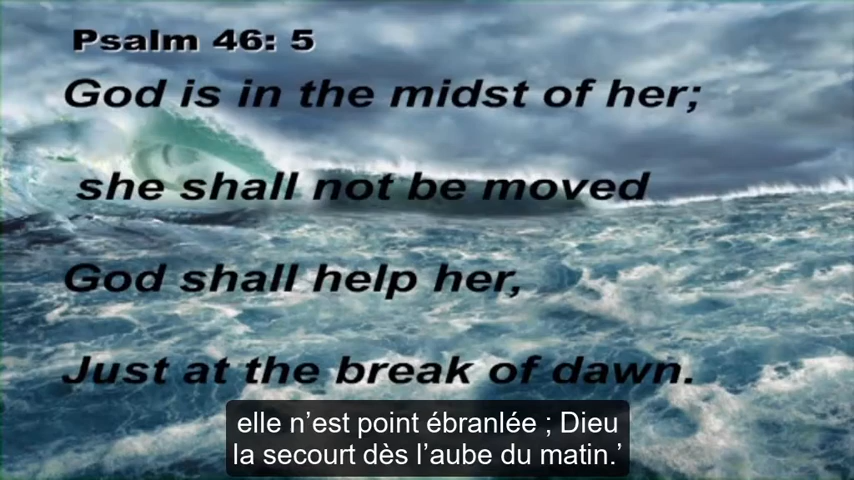 Psalm 46: 5
God is in the midst of her;
she shall not be moved
God shall help her,
Just at the break of dawn.
elle n’est point ébranlée ; Dieu
la secourt dès l’aube du matin.’